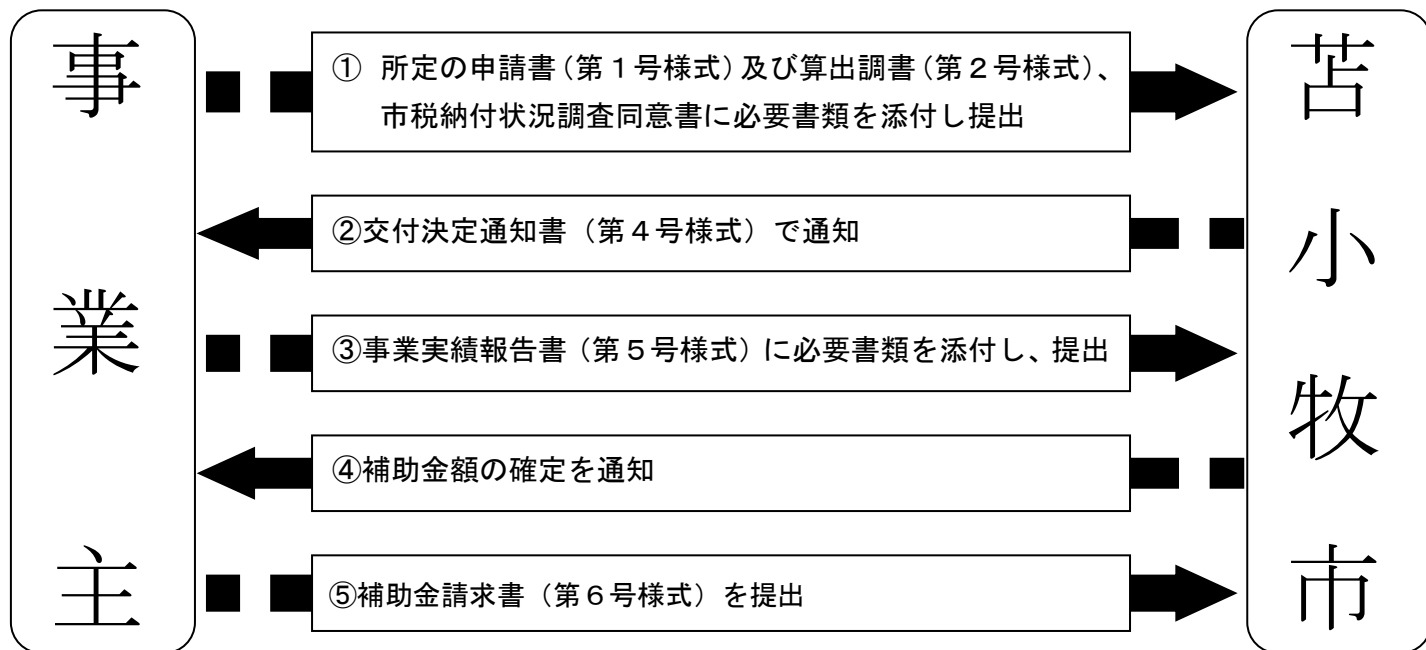 事業主
① 所定の申請書（第１号様式）及び算出調書（第２号様式）、
市税納付状況調査同意書に必要書類を添付し提出
②交付決定通知書（第４号様式）で通知
③事業実績報告書（第５号様式）に必要書類を添付し、提出
④補助金額の確定を通知
⑤補助金請求書（第６号様式）を提出
苫小牧市